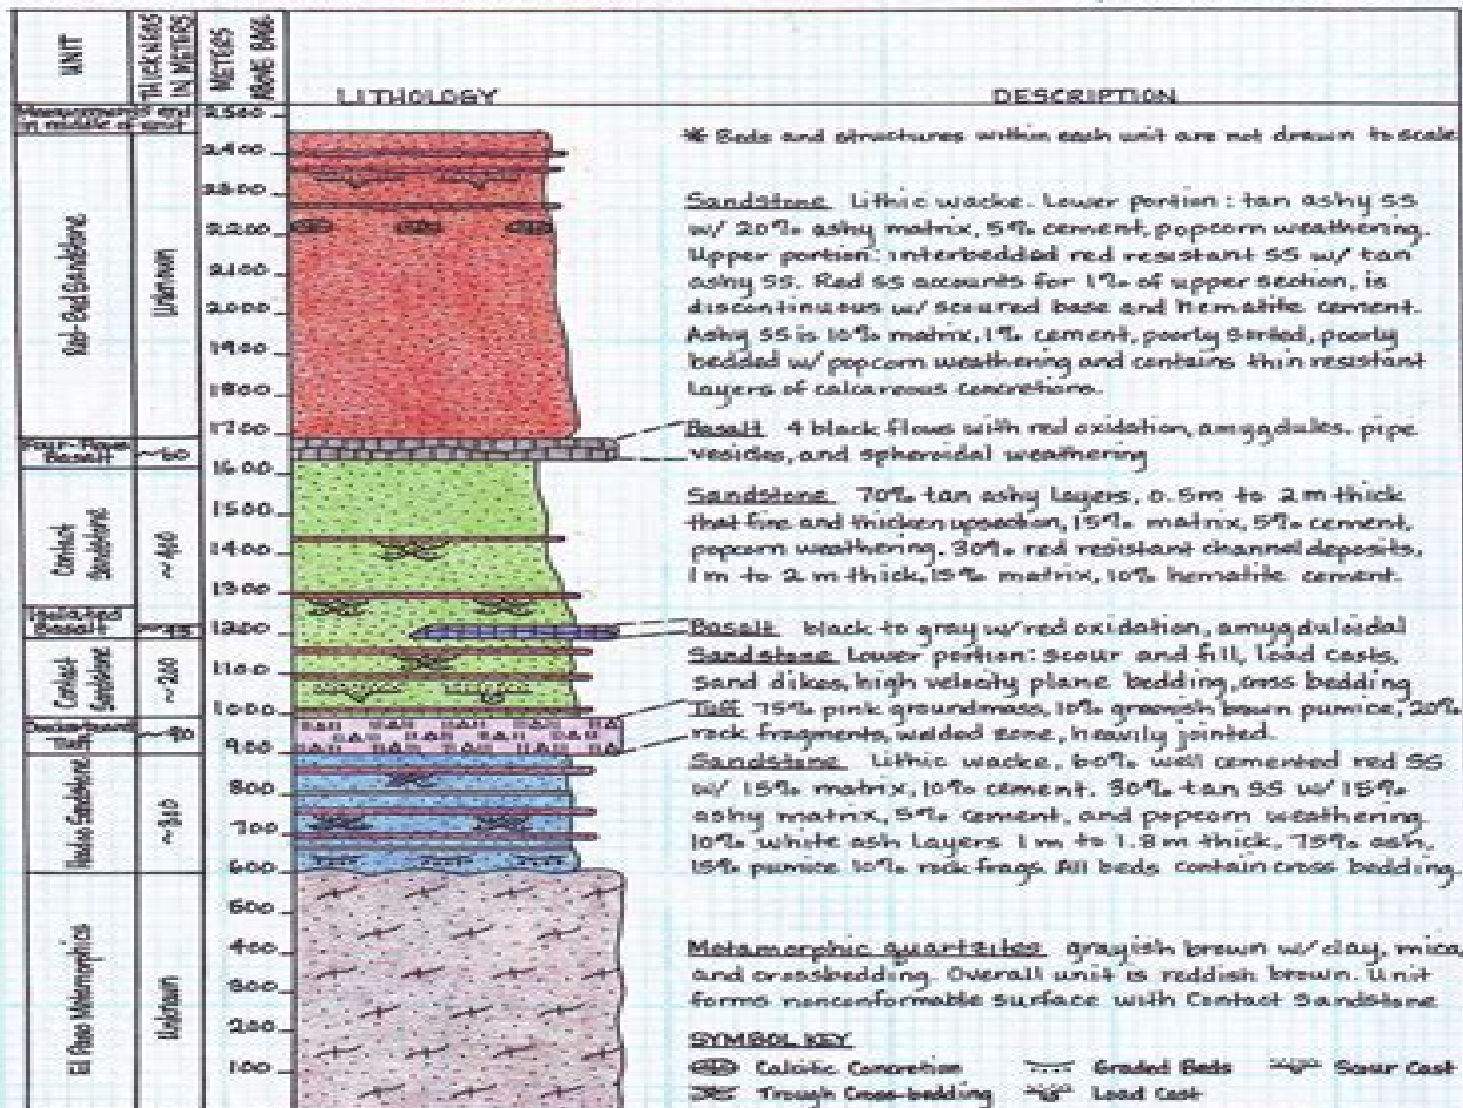 UNIT
THICKNESS IN METERS
METERS ABOVE BASE
LITHOLOGY
DESCRIPTION
* Beds and structures within each unit are not drawn to scale
2500
2400
2300
2200
2100
2000
1900
1800
1700
1600
1500
1400
1300
1200
1100
1000
900
800
700
600
500
400
300
200
100
Red-Bed Sandstone
Unknown
Basalt
Contact Sandstone
Contact Sandstone
~200
Sandstone
El Paso Metamorphics
Unknown
Sandstone Lithic wacke. Lower portion: tan ashy SS
w/ 20% ashy matrix, 5% cement, popcorn weathering.
Upper portion: interbedded red resistant SS w/ tan
ashy SS. Red SS accounts for 1% of upper section, is
discontinuous w/ scoured base and hematite cement.
Ashy SS is 10% matrix, 1% cement, poorly sorted, poorly
bedded w/ popcorn weathering and contains thin resistant
layers of calcareous concretions.
Basalt 4 black flows with red oxidation, amygdules, pipe
vesicles, and spheroidal weathering
Sandstone 70% tan ashy layers, 0.5m to 2m thick
that fine and thicken upsection, 15% matrix, 5% cement,
popcorn weathering. 30% red resistant channel deposits,
1m to 2m thick, 15% matrix, 10% hematite cement.
Basalt black to gray w/ red oxidation, amygduloidal
Sandstone Lower portion: scour and fill, load casts,
sand dikes, high velocity plane bedding, cross bedding
Tuff 75% pink groundmass, 10% greenish brown pumice, 20%
rock fragments, welded zone, heavily jointed.
Sandstone Lithic wacke, 60% well cemented red SS
w/ 15% matrix, 10% cement. 30% tan SS w/ 15%
ashy matrix, 5% cement, and popcorn weathering.
10% white ash layers 1m to 1.8m thick, 75% ash,
15% pumice 10% rock frags. All beds contain cross bedding.
Metamorphic quartzites grayish brown w/ clay, mica,
and crossbedding. Overall unit is reddish brown. Unit
forms nonconformable surface with Contact Sandstone
SYMBOL KEY
Calcitic Concretion
Graded Beds
Scour Cast
Trough Cross-bedding
Load Cast